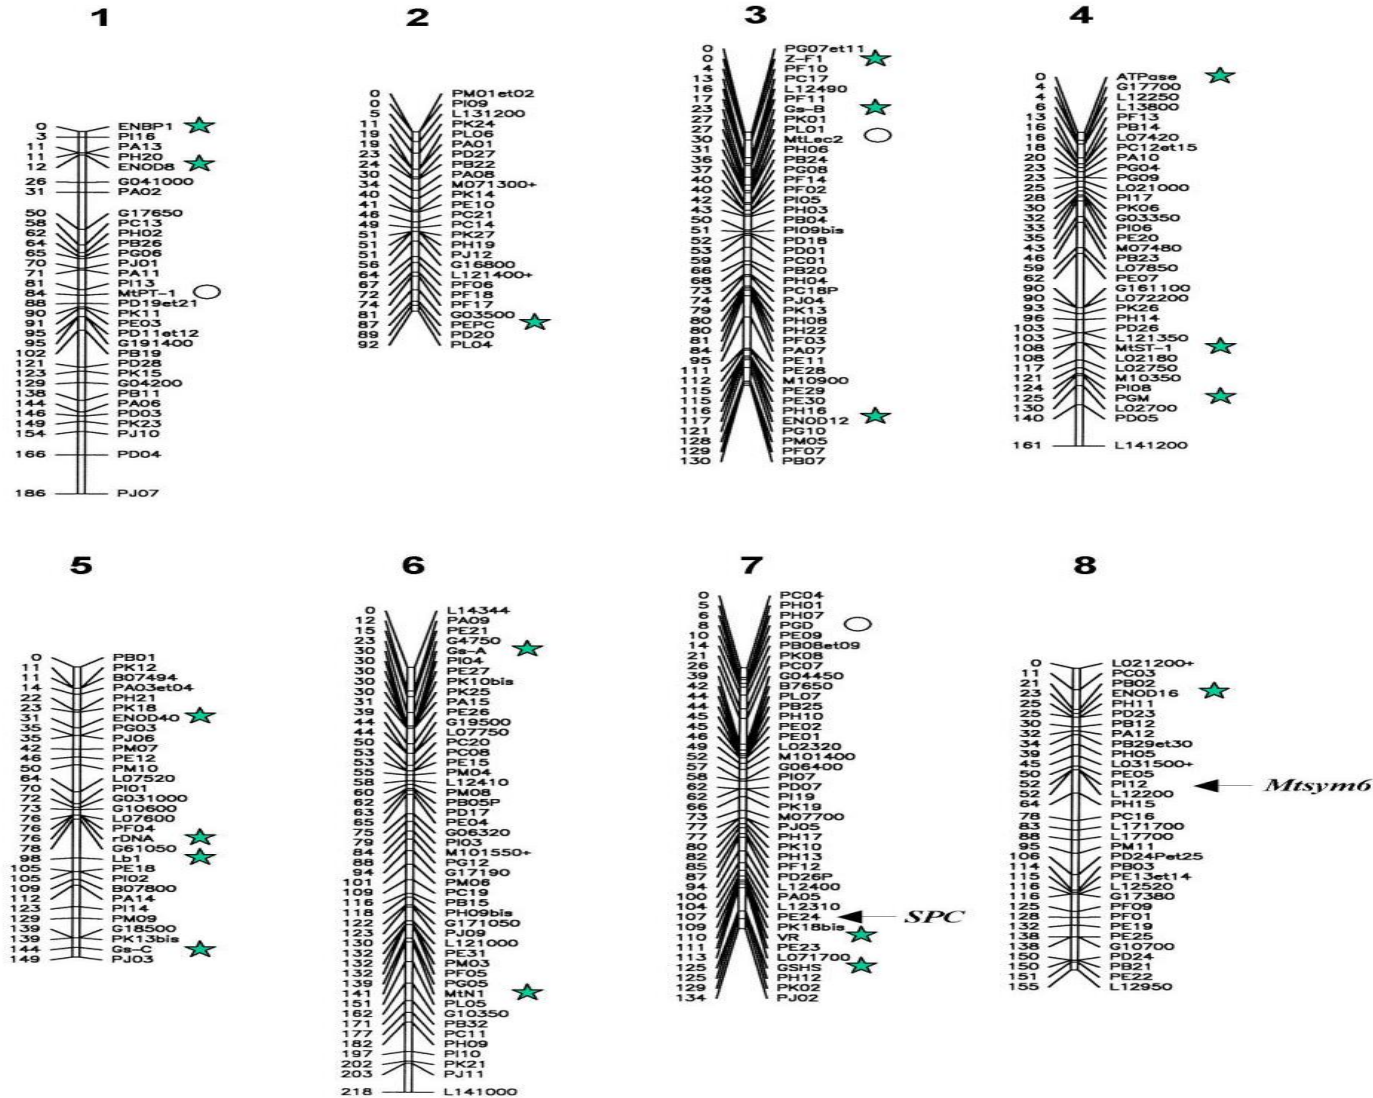 1
0 ENBP1
3 PI16
11 PA13
11 PH20
12 ENOD8
26 G041000
31 PA02
50 G17650
58 PC13
62 PH02
64 PB26
65 PG06
70 PJ01
71 PA11
81 PI13
84 MtPT-1
88 PD19et21
90 PK11
91 PE03
95 PD11et12
95 G191400
102 PB19
121 PD28
123 PK15
129 G04200
138 PB11
144 PA06
146 PD03
149 PK23
154 PJ10
166 PD04
186 PJ07
2
0 PM01et02
0 PI09
5 L131200
11 PK24
19 PL06
19 PA01
23 PD27
24 PB22
30 PA08
34 M071300+
40 PK14
41 PE10
46 PC21
49 PC14
51 PK27
51 PH19
51 PJ12
56 G16800
64 L121400+
67 PF06
72 PF18
74 PF17
81 G03500
87 PEPC
89 PD20
92 PL04
3
0 PG07et11
0 Z-F1
4 PF10
13 PC17
16 L12490
17 PF11
23 Gs-B
27 PK01
27 PL01
30 MtLec2
31 PH06
36 PB24
37 PG08
40 PF14
40 PF02
42 PI05
43 PH03
50 PB04
51 PI09bis
52 PD18
53 PD01
59 PC01
66 PB20
68 PH04
73 PC18P
74 PJ04
79 PK13
80 PH08
80 PH22
81 PF03
84 PA07
95 PE11
111 PE28
112 M10900
115 PE29
115 PE30
116 PH16
117 ENOD12
121 PG10
128 PM05
129 PF07
130 PB07
4
0 ATPase
4 G17700
4 L12250
6 L13800
13 PF13
16 PB14
16 L07420
18 PC12et15
20 PA10
23 PG04
23 PG09
25 L021000
28 PI17
30 PK06
32 G03350
33 PI06
35 PE20
43 M07480
46 PB23
59 L07850
62 PE07
90 G161100
90 L072200
93 PK26
96 PH14
103 PD26
103 L121350
108 MtST-1
108 L02180
117 L02750
121 M10350
124 PI08
125 PGM
130 L02700
140 PD05
161 L141200
5
0 PB01
11 PK12
11 B07494
14 PA03et04
22 PH21
23 PK18
31 ENOD40
35 PG03
35 PJ06
42 PM07
46 PE12
50 PM10
64 L07520
70 PI01
72 G031000
73 G10600
76 L07600
76 PF04
76 rDNA
78 G61050
98 Lb1
105 PE18
105 PI02
109 B07800
112 PA14
123 PI14
129 PM09
139 G18500
139 PK13bis
144 Gs-C
149 PJ03
6
0 L14344
12 PA09
15 PE21
23 G4750
30 Gs-A
30 PI04
30 PE27
30 PK10bis
30 PK25
31 PA15
39 PE26
44 G19500
44 L07750
50 PC20
53 PC08
53 PE15
55 PM04
58 L12410
60 PM08
62 PB05P
63 PD17
65 PE04
75 G06320
79 PI03
84 M101550+
88 PG12
94 G17190
101 PM06
109 PC19
116 PB15
118 PH09bis
122 G171050
123 PJ09
130 L121000
132 PE31
132 PM03
132 PF05
139 PG05
141 MtN1
151 PL05
162 G10350
171 PB32
177 PC11
182 PH09
197 PI10
202 PK21
203 PJ11
218 L141000
7
0 PC04
5 PH01
6 PH07
8 PGD
10 PE09
14 PB08et09
21 PK08
26 PC07
39 G04450
42 B7650
42 PL07
44 PB25
45 PH10
45 PE02
46 PE01
49 L02320
52 M101400
57 G06400
58 PI07
62 PD07
62 PI19
66 PK19
73 M07700
77 PJ05
77 PH17
80 PK10
82 PH13
85 PF12
87 PD26P
94 L12400
100 PA05
104 L12310
107 PE24
109 PK18bis
110 VR
111 PE23
113 L071700
125 GSHS
125 PH12
129 PK02
134 PJ02
SPC
8
0 L021200+
11 PC03
21 PB02
23 ENOD16
25 PH11
25 PD23
30 PB12
32 PA12
34 PB29et30
39 PH05
45 L031500+
50 PE05
52 PI12
52 L12200
64 PH15
78 PC16
83 L171700
88 L17700
95 PM11
106 PD24Pet25
114 PB03
115 PE13et14
116 L12520
116 G17380
125 PF09
128 PF01
132 PE19
138 PE25
138 G10700
150 PD24
150 PB21
151 PE22
155 L12950
Mtsym6